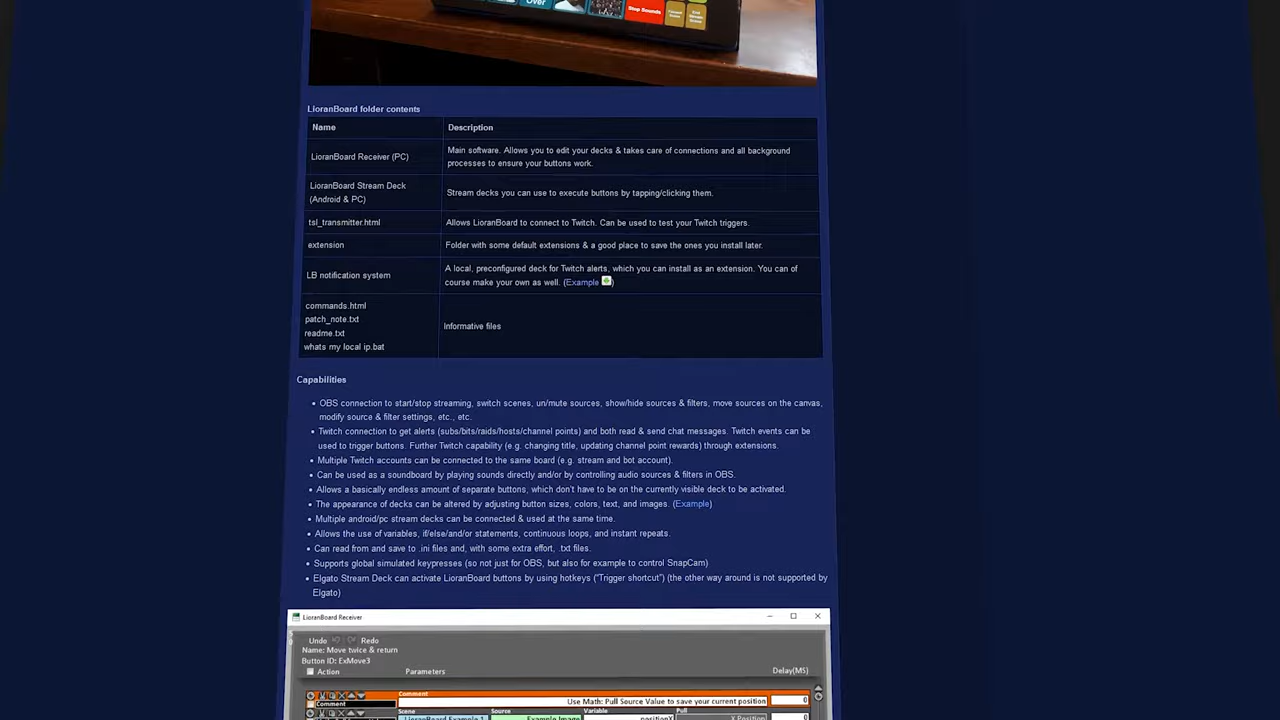 Over
Stop Sounds
LioranBoard folder contents
Name Description
LioranBoard Receiver (PC)
Main software. Allows you to edit your decks & takes care of connections and all background
processes to ensure your buttons work.
LioranBoard Stream Deck
(Android & PC)
Stream decks you can use to execute buttons by tapping/clicking them.
tsl_transmitter.html
Allows LioranBoard to connect to Twitch. Can be used to test your Twitch triggers.
extension
Folder with some default extensions & a good place to save the ones you install later.
LB notification system
A local, preconfigured deck for Twitch alerts, which you can install as an extension. You can of
course make your own as well. (Example )
commands.html
patch_note.txt
readme.txt
whats my local ip.bat
Informative files
Capabilities
• OBS connection to start/stop streaming, switch scenes, un/mute sources, show/hide sources & filters, move sources on the canvas,
modify source & filter settings, etc., etc.
• Twitch connection to get alerts (subs/bits/raids/hosts/channel points) and both read & send chat messages. Twitch events can be
used to trigger buttons. Further Twitch capability (e.g. changing title, updating channel point rewards) through extensions.
• Multiple Twitch accounts can be connected to the same board (e.g. stream and bot account).
• Can be used as a soundboard by playing sounds directly and/or by controlling audio sources & filters in OBS.
• Allows a basically endless amount of separate buttons, which don't have to be on the currently visible deck to be activated.
• The appearance of decks can be altered by adjusting button sizes, colors, text, and images. (Example)
• Multiple android/pc stream decks can be connected & used at the same time.
• Allows the use of variables, if/else/and/or statements, continuous loops, and instant repeats.
• Can read from and save to .ini files and, with some extra effort, .txt files.
• Supports global simulated keypresses (so not just for OBS, but also for example to control SnapCam)
• Elgato Stream Deck can activate LioranBoard buttons by using hotkeys ("Trigger shortcut") (the other way around is not supported by
Elgato)
LioranBoard Receiver
Undo Redo
Name: Move twice & return
Button ID: ExMove3
Action Parameters Delay(MS)
Comment
Comment Use Math: Pull Source Value to save your current position 0
Scene Source Variable Pull
LioranBoard Example 1 Example Image positionX X Position 0